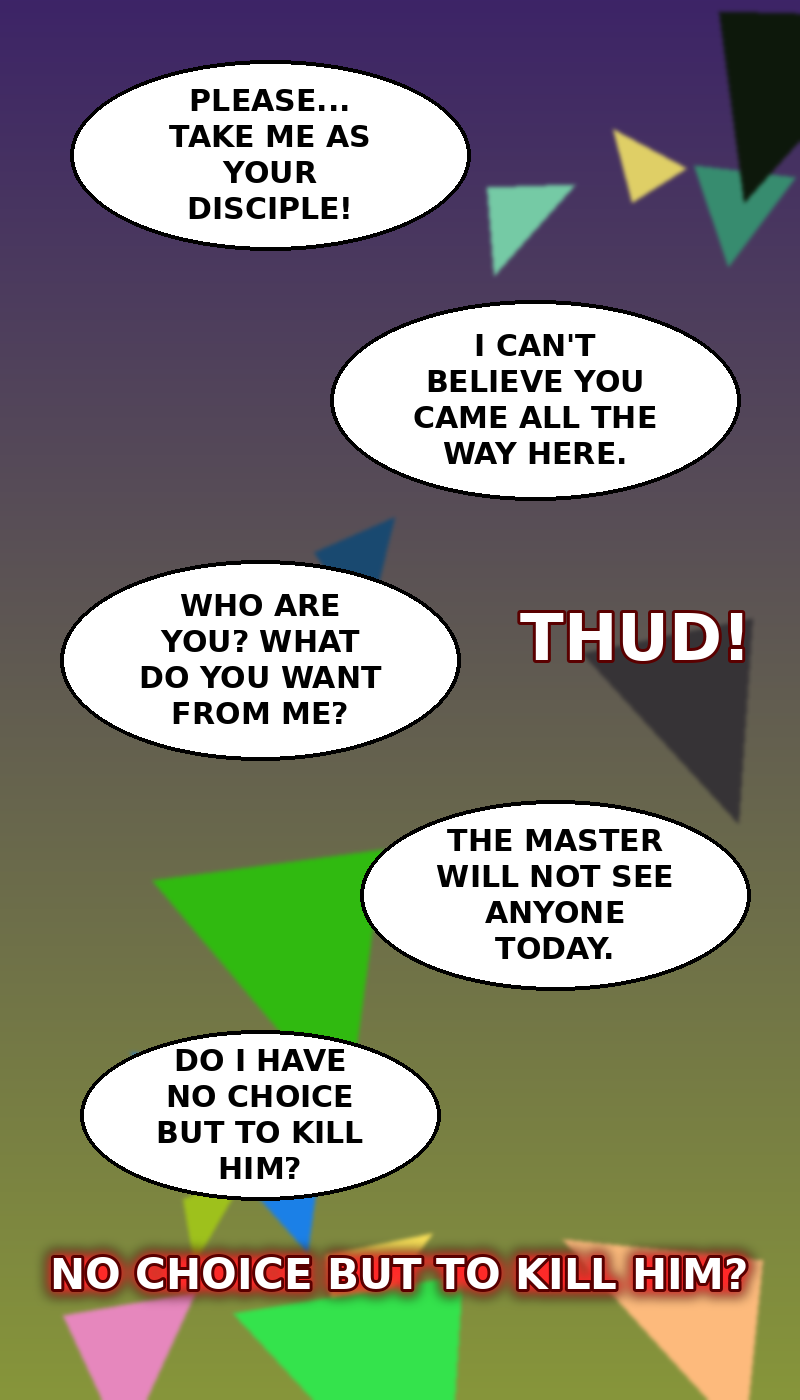 PLEASE...
TAKE ME AS
YOUR
DISCIPLE!
I CAN'T
BELIEVE YOU
CAME ALL THE
WAY HERE.
WHO ARE
YOU? WHAT
DO YOU WANT
FROM ME?
THUD!
THE MASTER
WILL NOT SEE
ANYONE
TODAY.
DO I HAVE
NO CHOICE
BUT TO KILL
HIM?
NO CHOICE BUT TO KILL HIM?